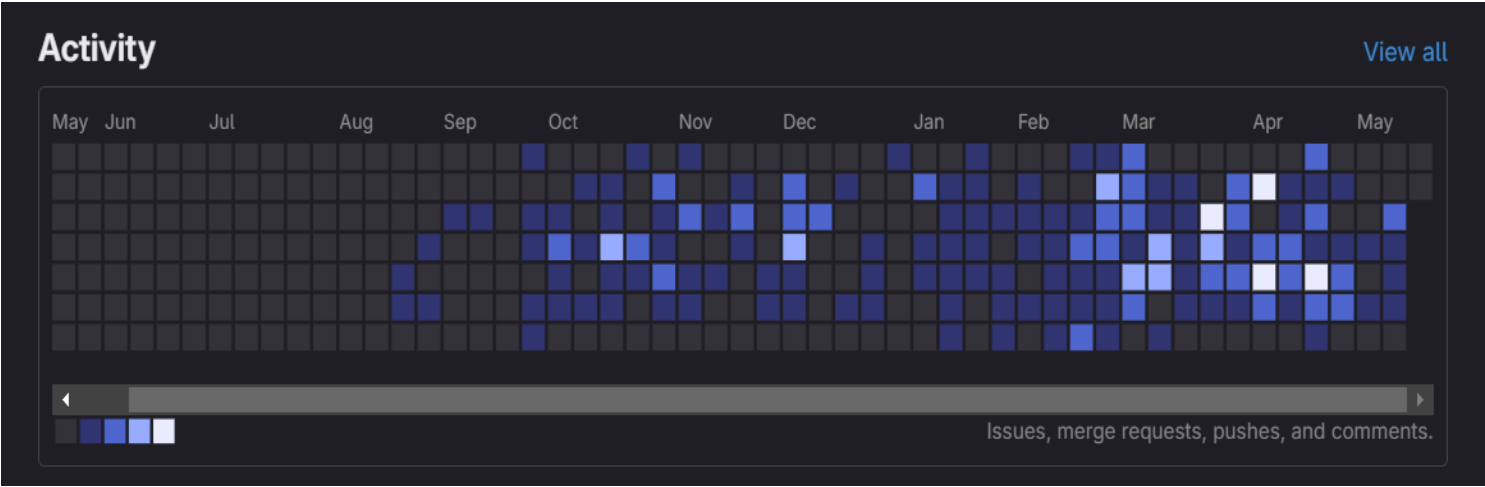 Activity
View all
May Jun Jul Aug Sep Oct Nov Dec Jan Feb Mar Apr May
Issues, merge requests, pushes, and comments.